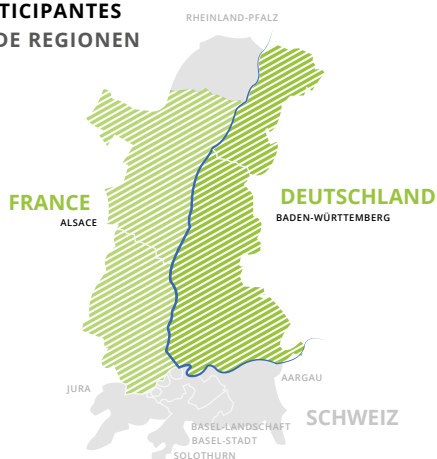 TICIPANTES
DE REGIONEN
RHEINLAND-PFALZ
FRANCE
ALSACE
DEUTSCHLAND
BADEN-WÜRTTEMBERG
JURA
AARGAU
SCHWEIZ
BASEL-LANDSCHAFT
BASEL-STADT
SOLOTHURN